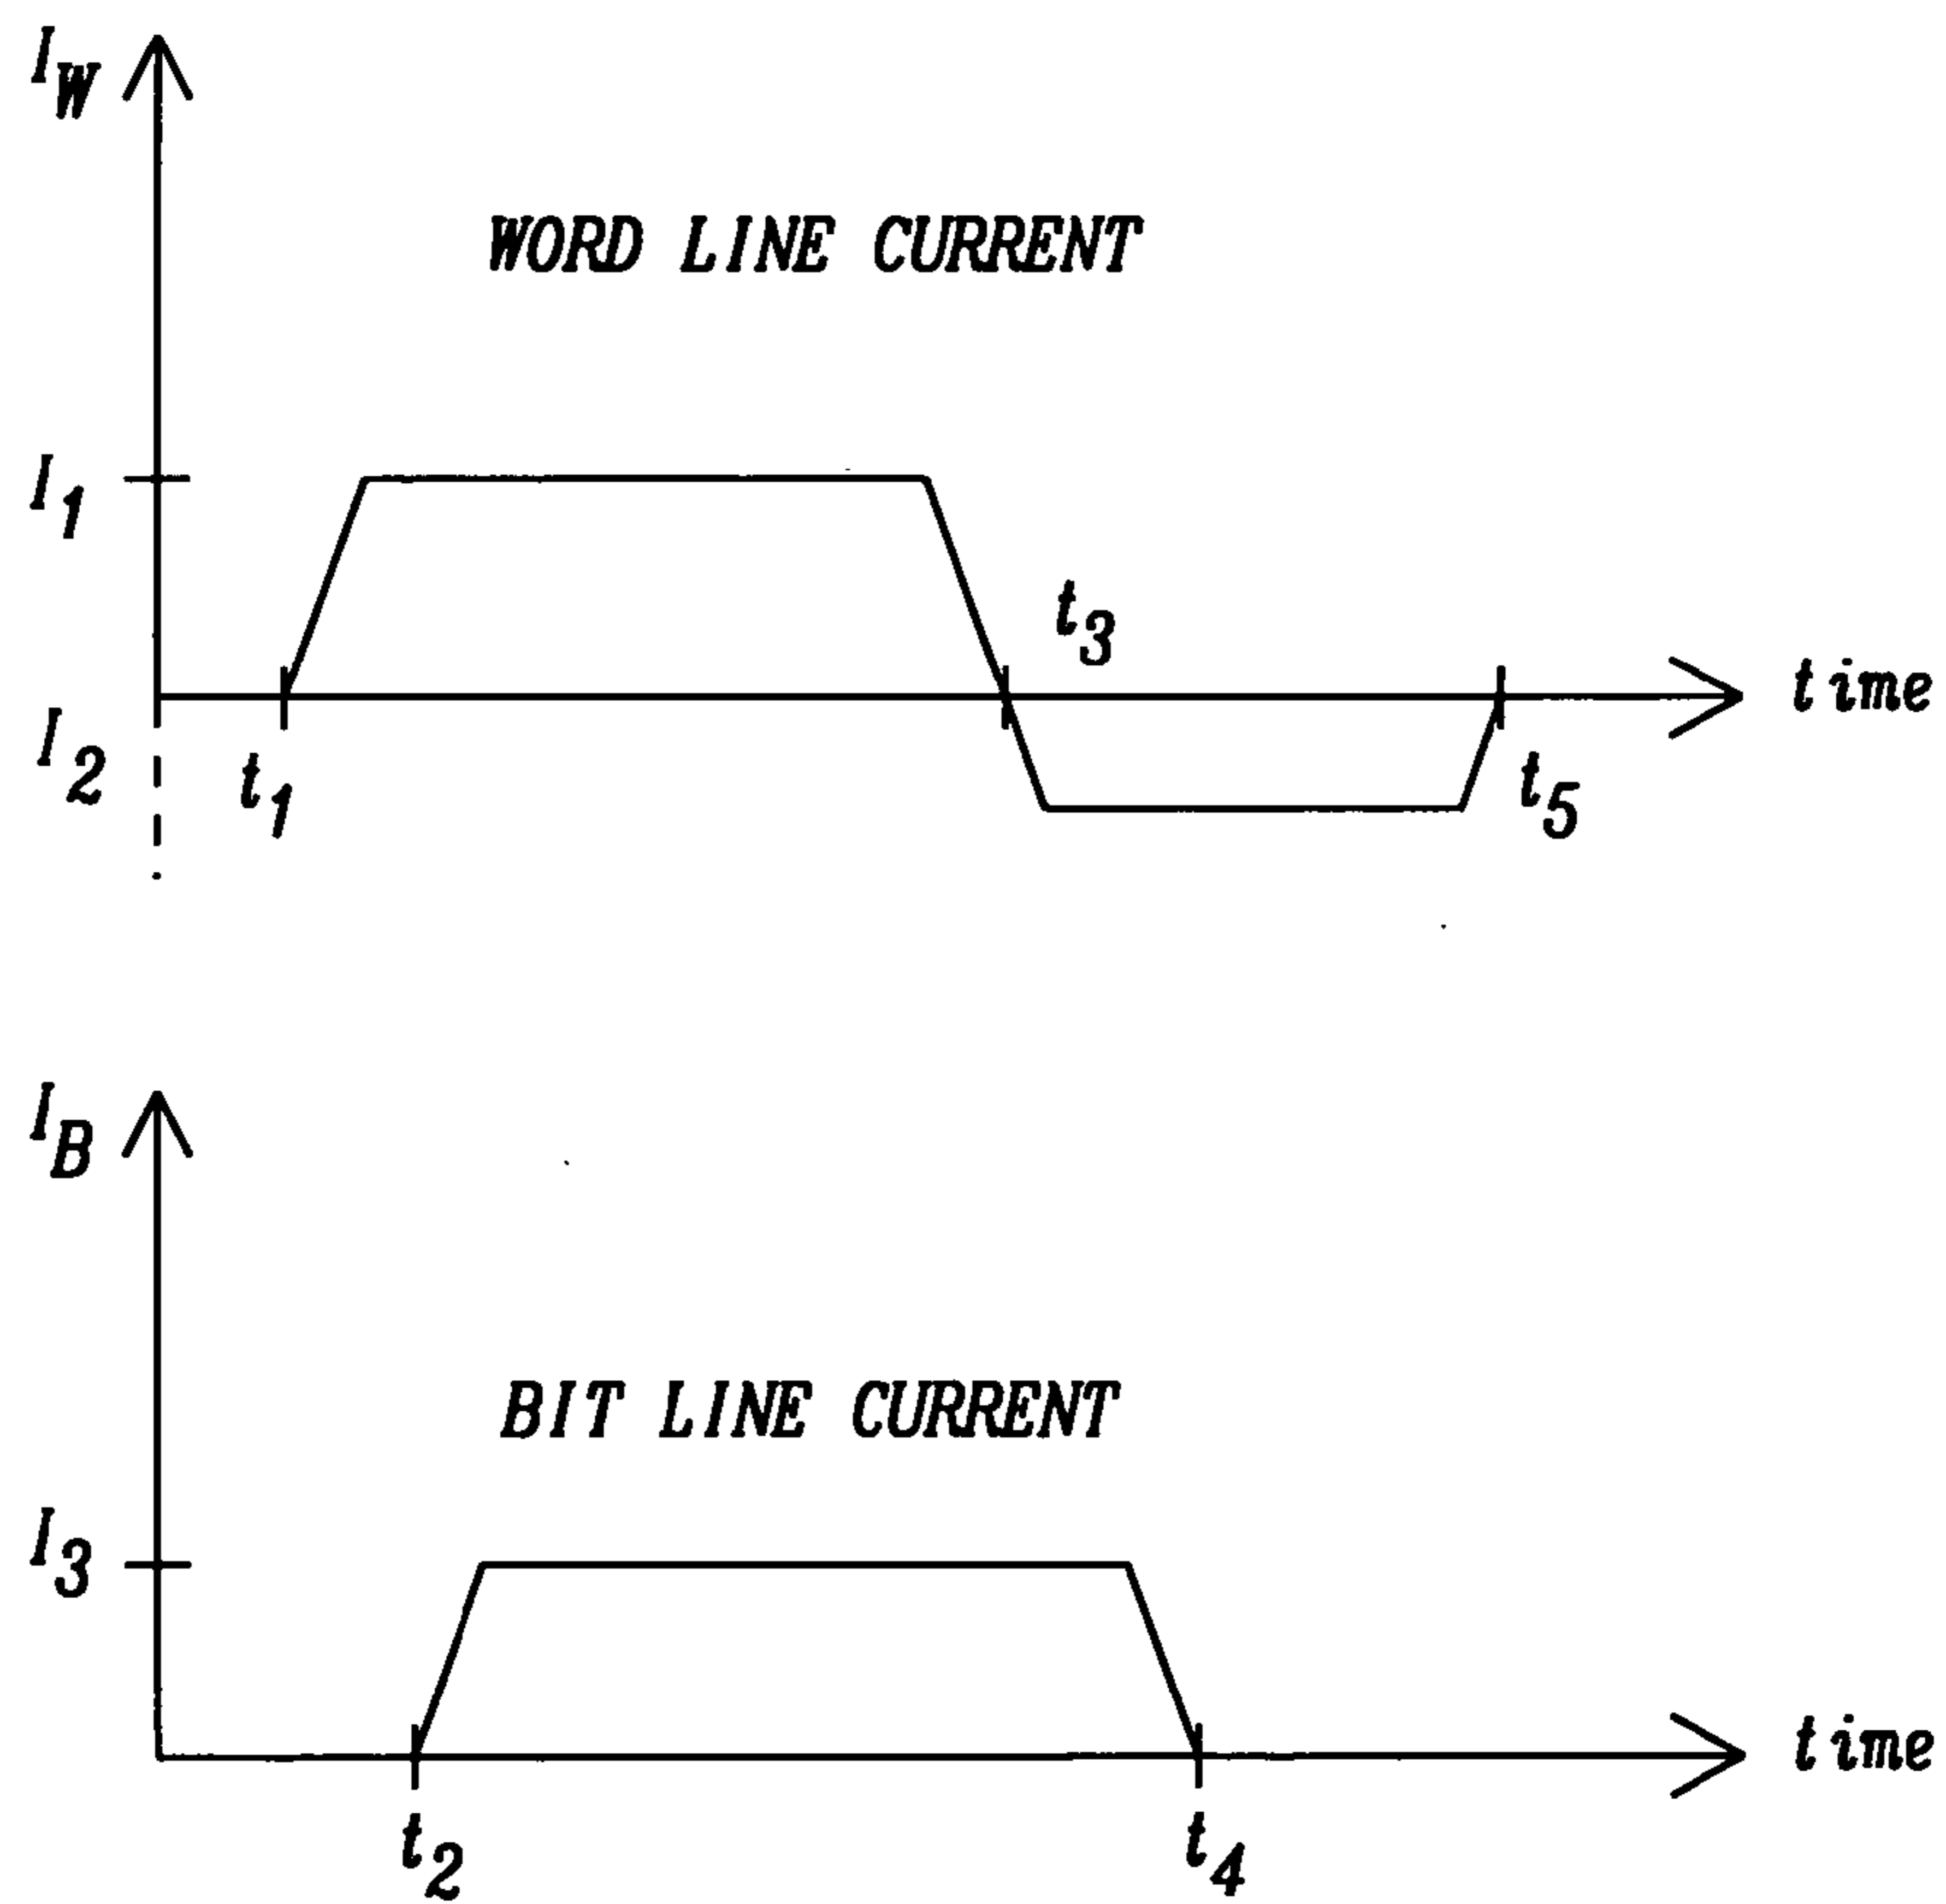 I_W
WORD LINE CURRENT
I_1
t_3
time
I_2
t_1
t_5
I_B
BIT LINE CURRENT
I_3
time
t_2
t_4